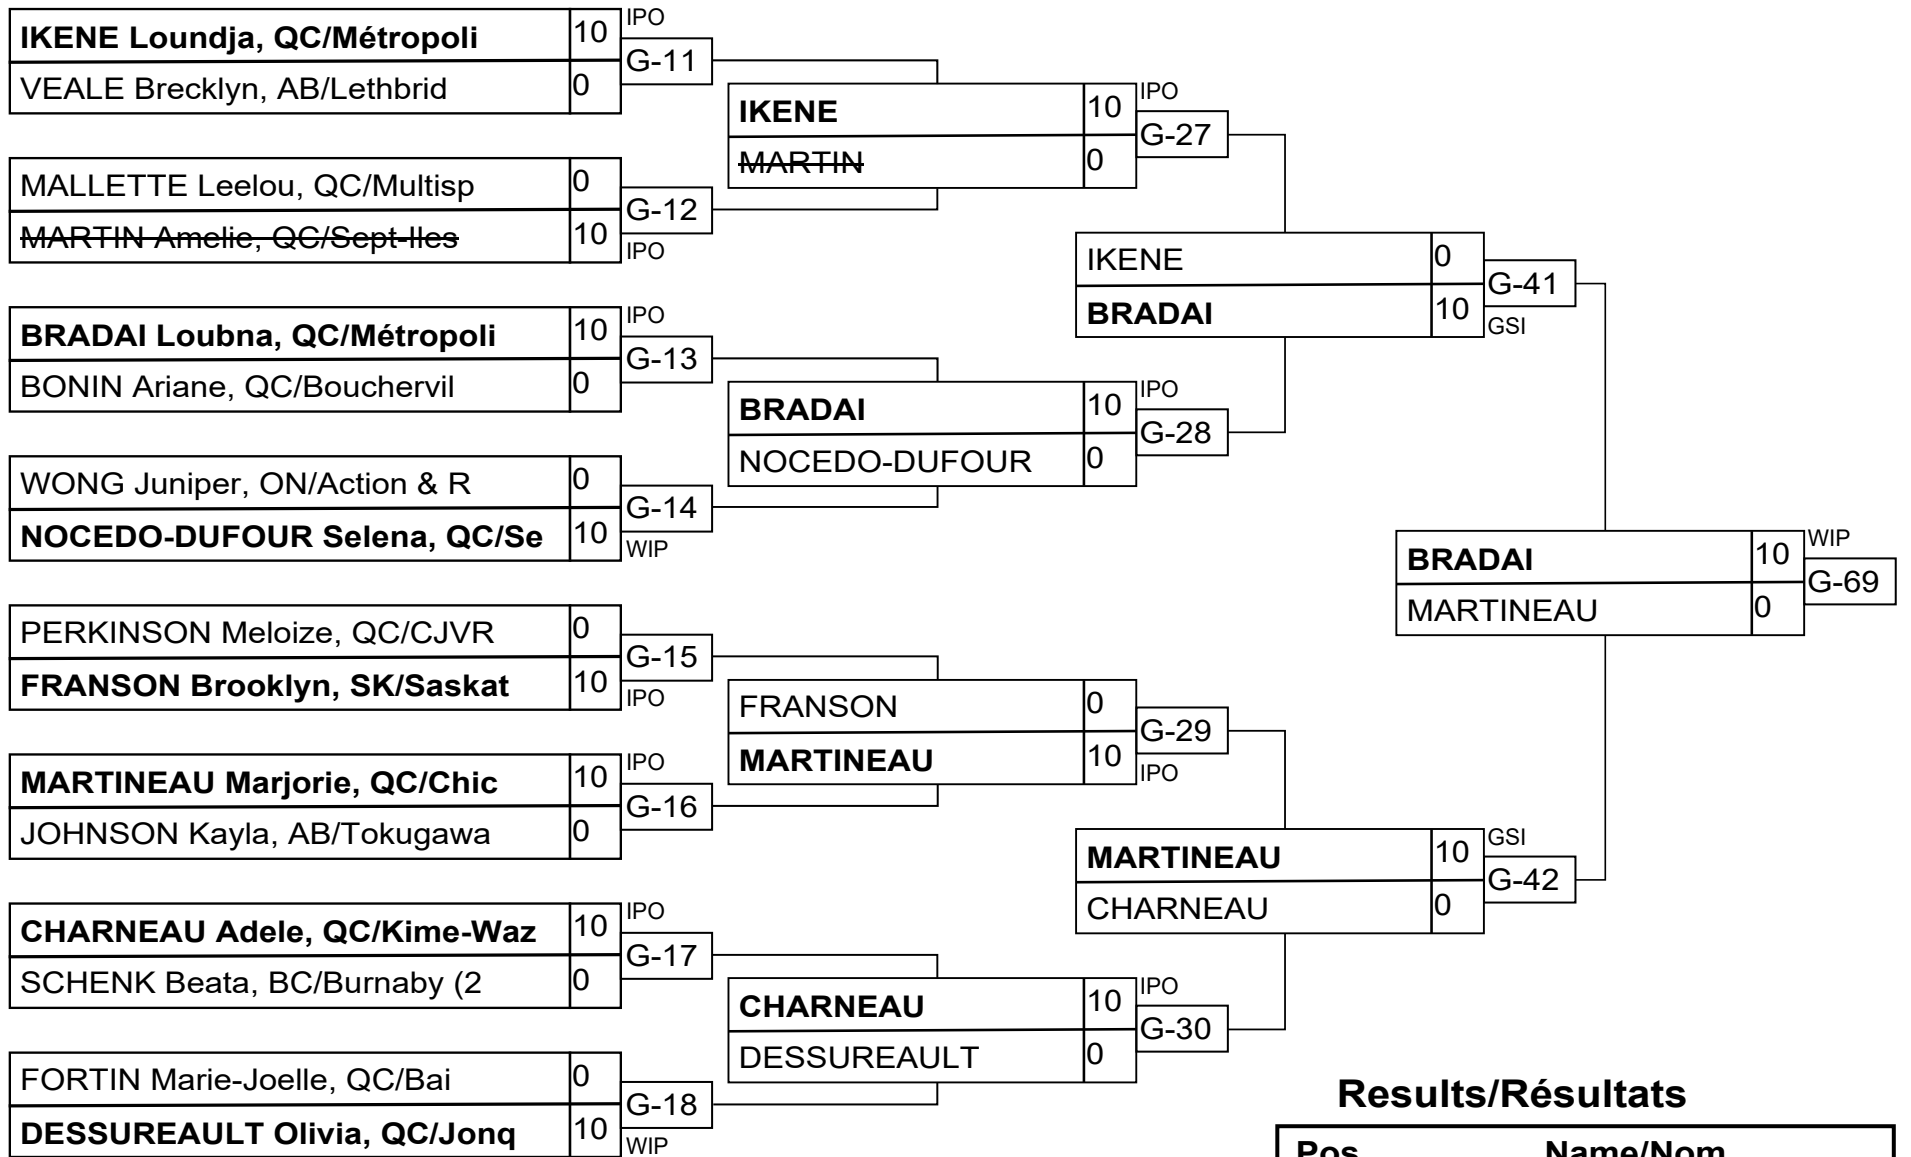 IKENE Loundja, QC/Métropoli 10 IPO
G-11
VEALE Brecklyn, AB/Lethbrid 0
MALLETTE Leelou, QC/Multisp 0
G-12
MARTIN Amelie, QC/Sept-Iles 10 IPO
BRADAI Loubna, QC/Métropoli 10 IPO
G-13
BONIN Ariane, QC/Bouchervil 0
WONG Juniper, ON/Action & R 0
G-14
NOCEDO-DUFOUR Selena, QC/Se 10 WIP
PERKINSON Meloize, QC/CJVR 0
G-15
FRANSON Brooklyn, SK/Saskat 10 IPO
MARTINEAU Marjorie, QC/Chic 10 IPO
G-16
JOHNSON Kayla, AB/Tokugawa 0
CHARNEAU Adele, QC/Kime-Waz 10 IPO
G-17
SCHENK Beata, BC/Burnaby (2 0
FORTIN Marie-Joelle, QC/Bai 0
G-18
DESSUREAULT Olivia, QC/Jonq 10 WIP
IKENE 10 IPO
G-27
MARTIN 0
BRADAI 10 IPO
G-28
NOCEDO-DUFOUR 0
FRANSON 0
G-29
MARTINEAU 10 IPO
CHARNEAU 10 IPO
G-30
DESSUREAULT 0
IKENE 0
G-41
BRADAI 10 GSI
MARTINEAU 10 GSI
G-42
CHARNEAU 0
BRADAI 10 WIP
G-69
MARTINEAU 0
Results/Résultats
Pos Name/Nom